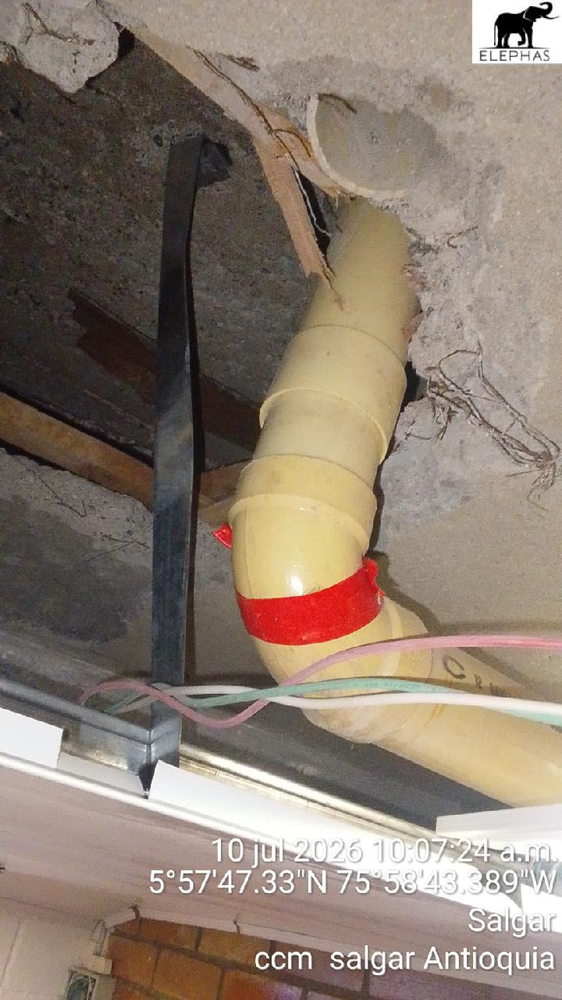 ELEPHAS
10 jul 2026 10:07:24 a.m.
5°57'47.33"N 75°58'43.389"W
Salgar
ccm salgar Antioquia